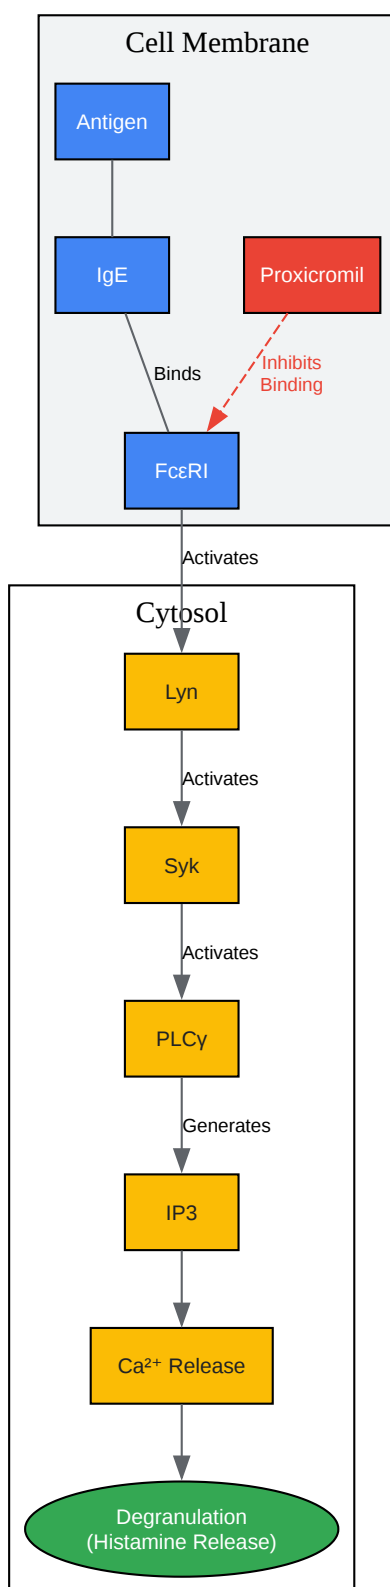 Cell Membrane
Antigen
IgE
Proxicromil
Binds
Inhibits
Binding
FcεRI
Activates
Cytosol
Lyn
Activates
Syk
Activates
PLCγ
Generates
IP3
Ca²⁺ Release
Degranulation
(Histamine Release)